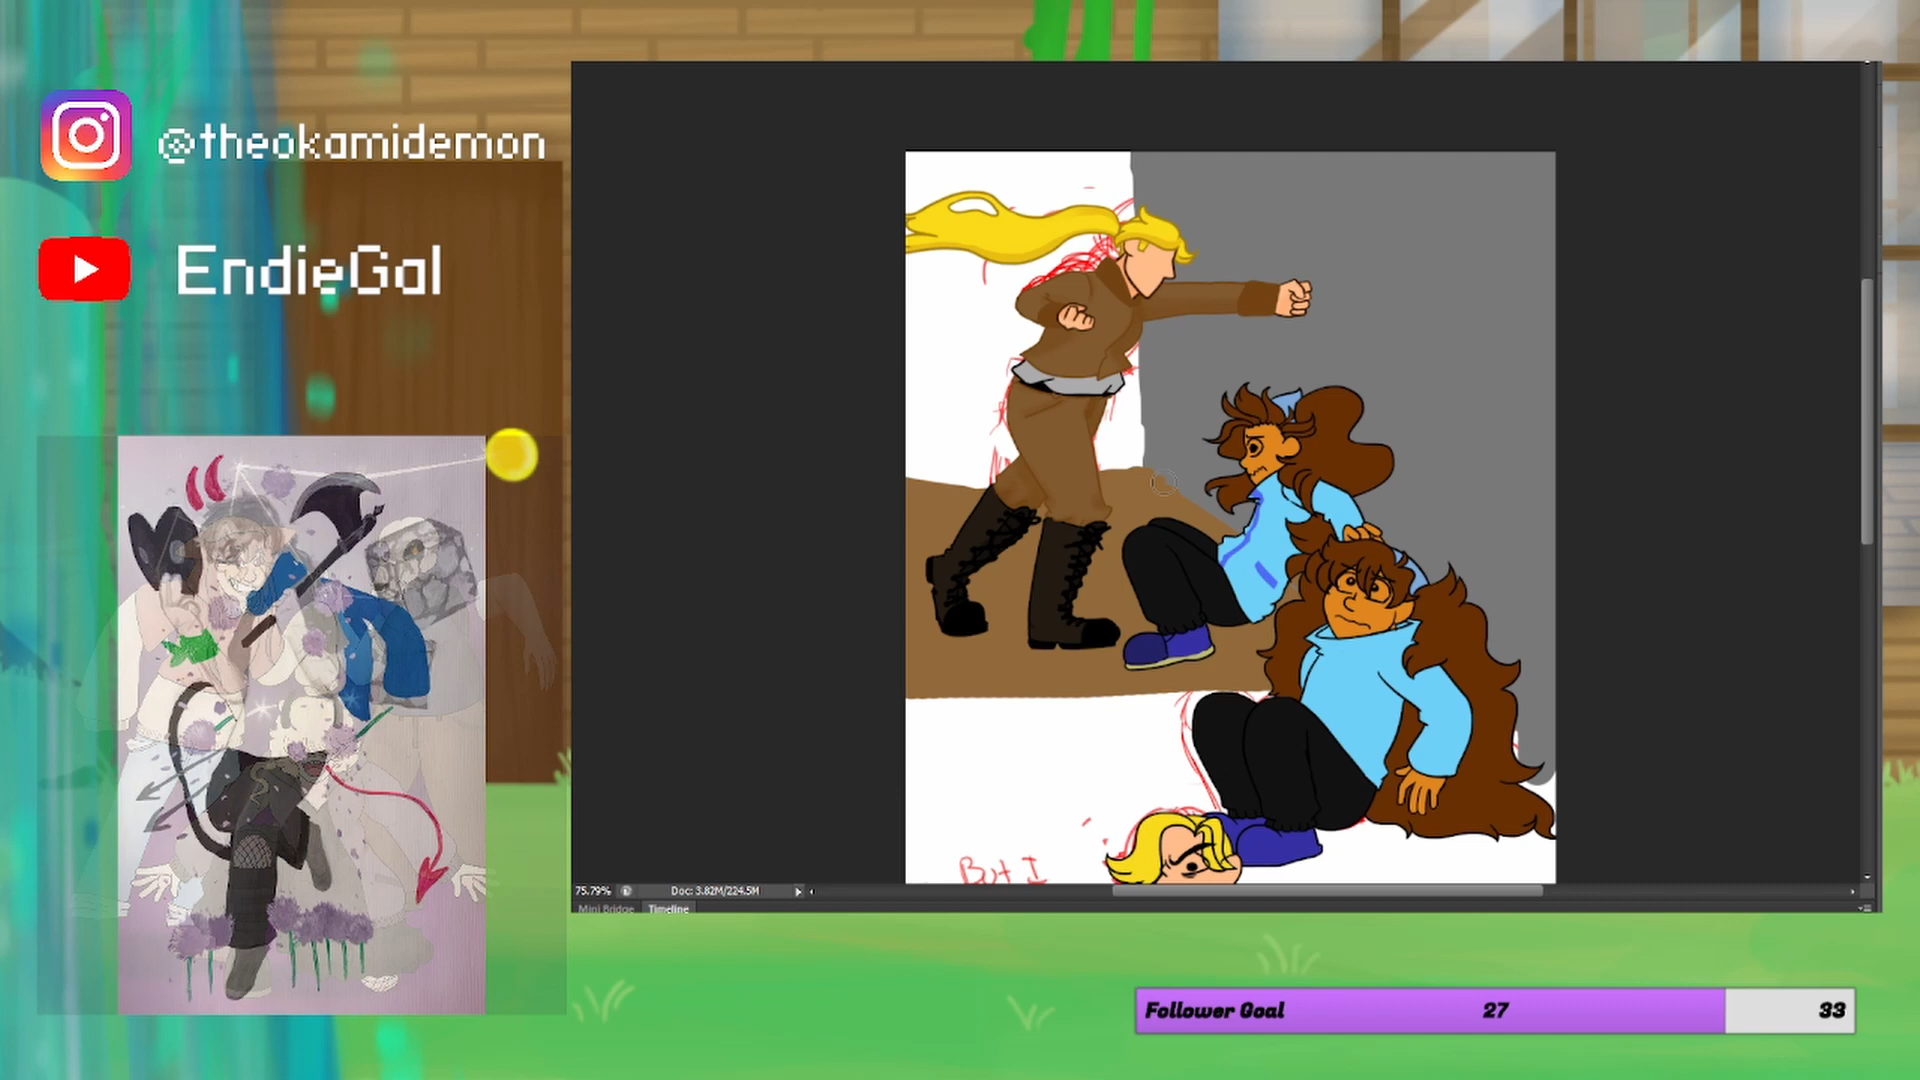 @theokamidemon
EndieGal
But I
75.79%
Doc: 3.82M/224.5M
Mini Bridge
Timeline
Follower Goal
27
33